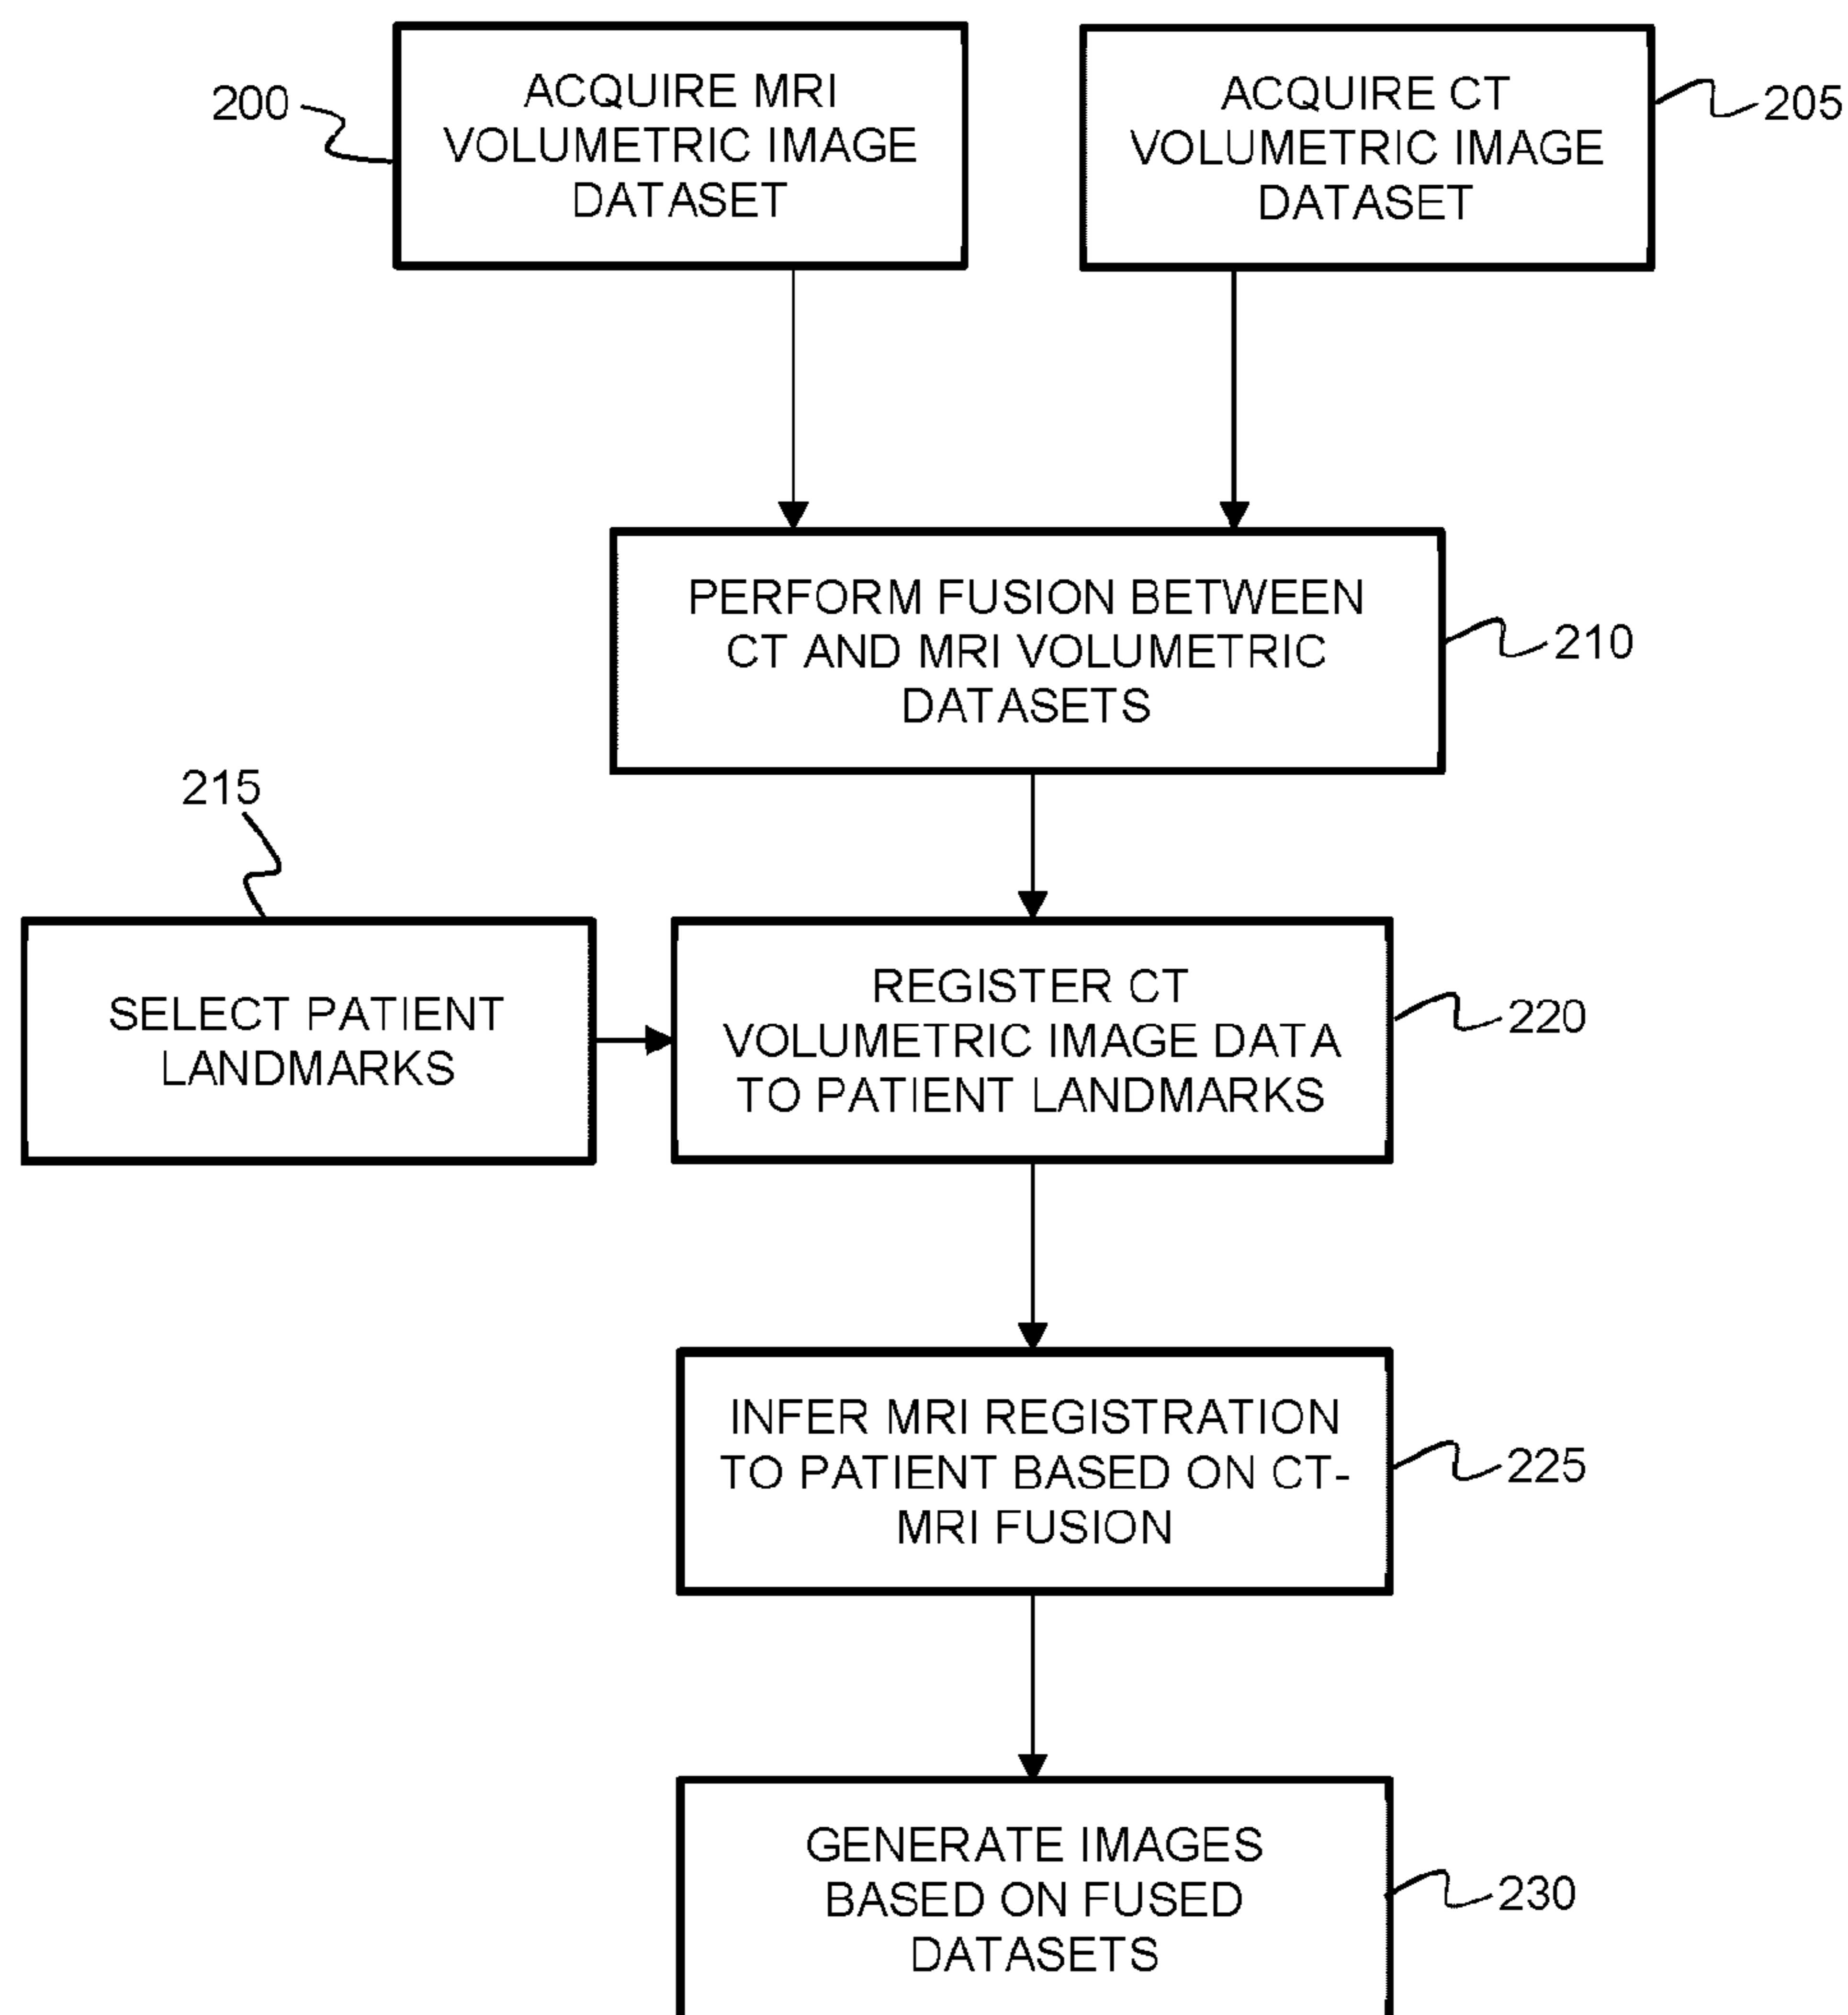 200
ACQUIRE MRI
VOLUMETRIC IMAGE
DATASET
ACQUIRE CT
VOLUMETRIC IMAGE
DATASET
205
PERFORM FUSION BETWEEN
CT AND MRI VOLUMETRIC
DATASETS
210
215
SELECT PATIENT
LANDMARKS
REGISTER CT
VOLUMETRIC IMAGE DATA
TO PATIENT LANDMARKS
220
INFER MRI REGISTRATION
TO PATIENT BASED ON CT-
MRI FUSION
225
GENERATE IMAGES
BASED ON FUSED
DATASETS
230